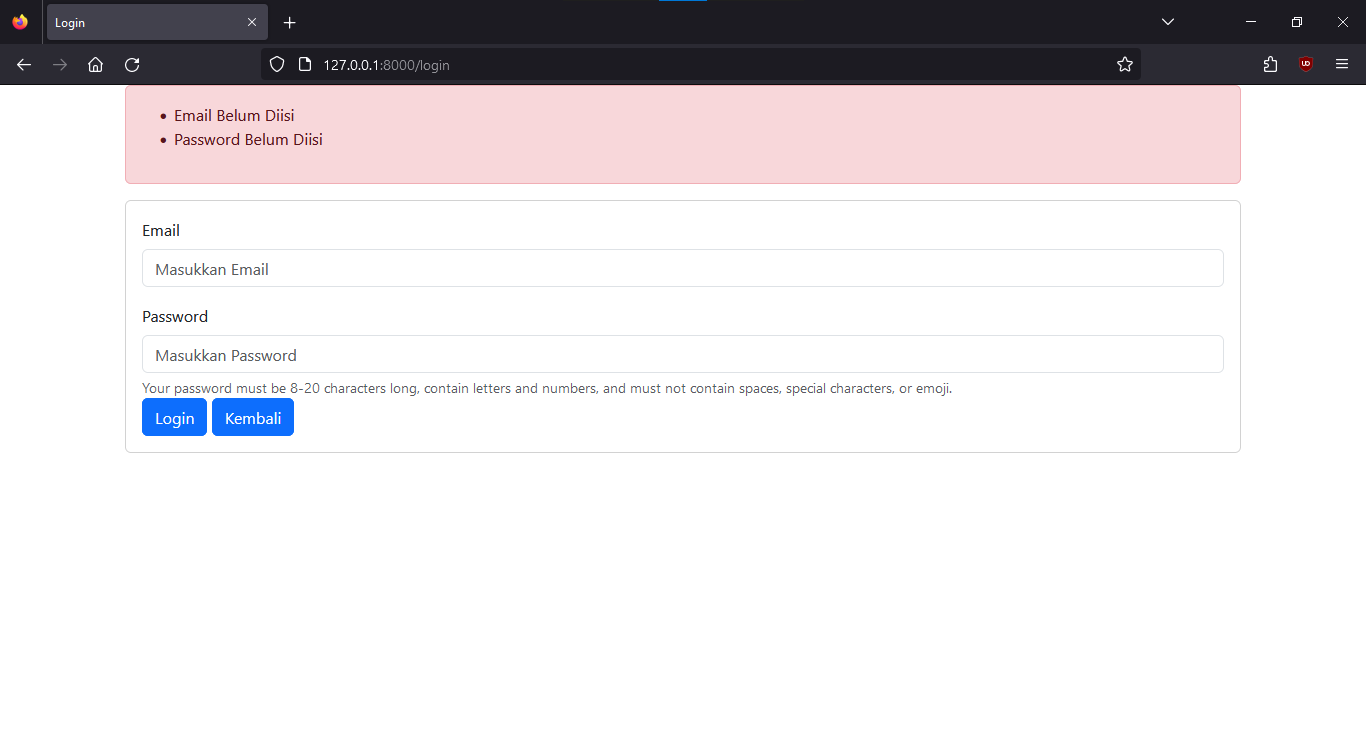 Login
127.0.0.1:8000/login
Email Belum Diisi
Password Belum Diisi
Email
Masukkan Email
Password
Masukkan Password
Your password must be 8-20 characters long, contain letters and numbers, and must not contain spaces, special characters, or emoji.
Login Kembali